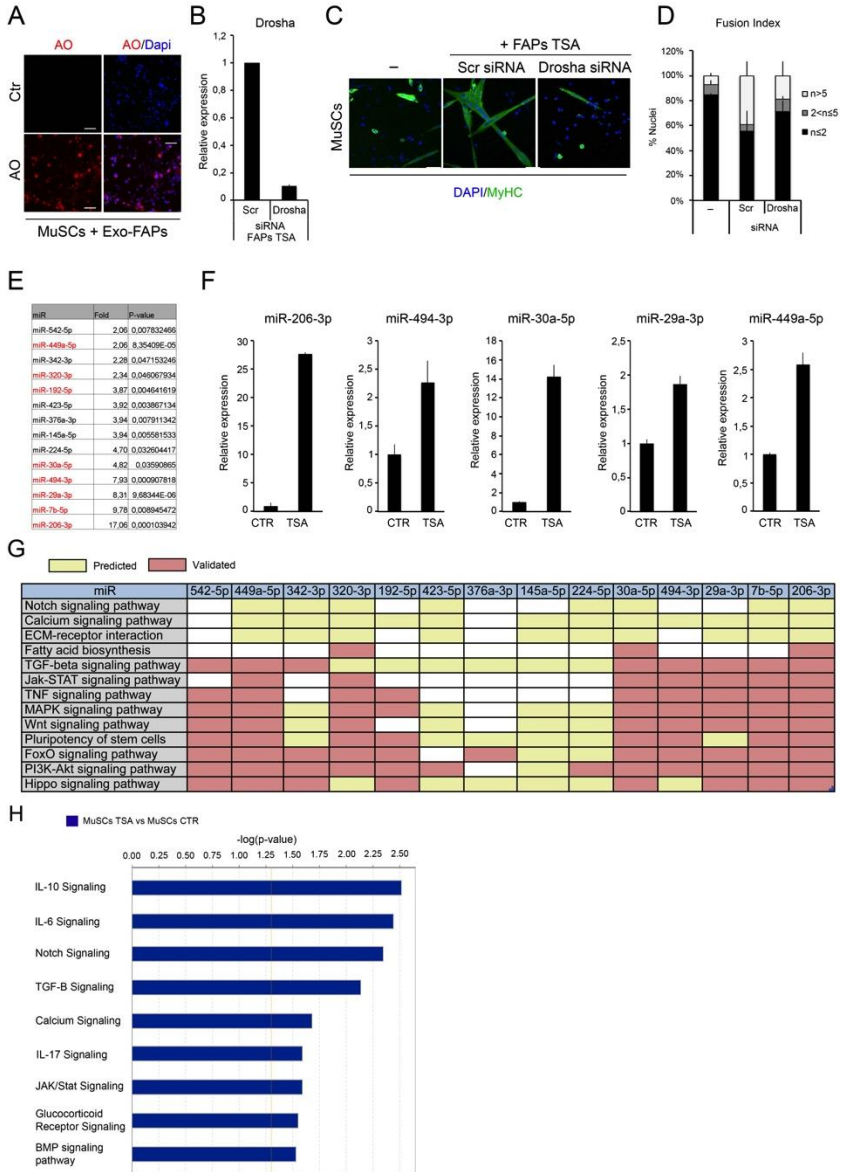 A
AO
AO/Dapi
Ctr
AO
MuSCs + Exo-FAPs
B
Drosha
Relative expression
1,2
1
0,8
0,6
0,4
0,2
0
Scr
Drosha
siRNA
FAPs TSA
C
+ FAPs TSA
–
Scr siRNA
Drosha siRNA
MuSCs
DAPI/MyHC
D
Fusion Index
% Nuclei
120%
100%
80%
60%
40%
20%
0%
20%
40%
60%
80%
100%
n>5
2<n≤5
n≤2
–
Scr
Drosha
siRNA
E
miR Fold P-value
miR-542-5p 2,06 0,007832466
miR-449a-5p 2,06 8,35409E-05
miR-342-3p 2,28 0,047153246
miR-320-3p 2,34 0,046067934
miR-192-5p 3,87 0,004641619
miR-423-5p 3,92 0,003867134
miR-376a-3p 3,94 0,007911342
miR-145a-5p 3,94 0,005581533
miR-224-5p 4,70 0,032604417
miR-30a-5p 4,82 0,03590865
miR-494-3p 7,93 0,000907818
miR-29a-3p 8,31 9,68344E-06
miR-7b-5p 9,78 0,008945472
miR-206-3p 17,06 0,000103942
F
miR-206-3p
Relative expression
30
25
20
15
10
5
0
CTR TSA
miR-494-3p
Relative expression
3
2,5
2
1,5
1
0,5
0
CTR TSA
miR-30a-5p
Relative expression
16
14
12
10
8
6
4
2
0
CTR TSA
miR-29a-3p
Relative expression
2,5
2
1,5
1
0,5
0
CTR TSA
miR-449a-5p
Relative expression
3
2,5
2
1,5
1
0,5
0
CTR TSA
G
Predicted Validated
miR 542-5p 449a-5p 342-3p 320-3p 192-5p 423-5p 376a-3p 145a-5p 224-5p 30a-5p 494-3p 29a-3p 7b-5p 206-3p
Notch signaling pathway
Calcium signaling pathway
ECM-receptor interaction
Fatty acid biosynthesis
TGF-beta signaling pathway
Jak-STAT signaling pathway
TNF signaling pathway
MAPK signaling pathway
Wnt signaling pathway
Pluripotency of stem cells
FoxO signaling pathway
PI3K-Akt signaling pathway
Hippo signaling pathway
H
MuSCs TSA vs MuSCs CTR
-log(p-value)
0.00 0.25 0.50 0.75 1.00 1.25 1.50 1.75 2.00 2.25 2.50
IL-10 Signaling
IL-6 Signaling
Notch Signaling
TGF-B Signaling
Calcium Signaling
IL-17 Signaling
JAK/Stat Signaling
Glucocorticoid
Receptor Signaling
BMP signaling
pathway